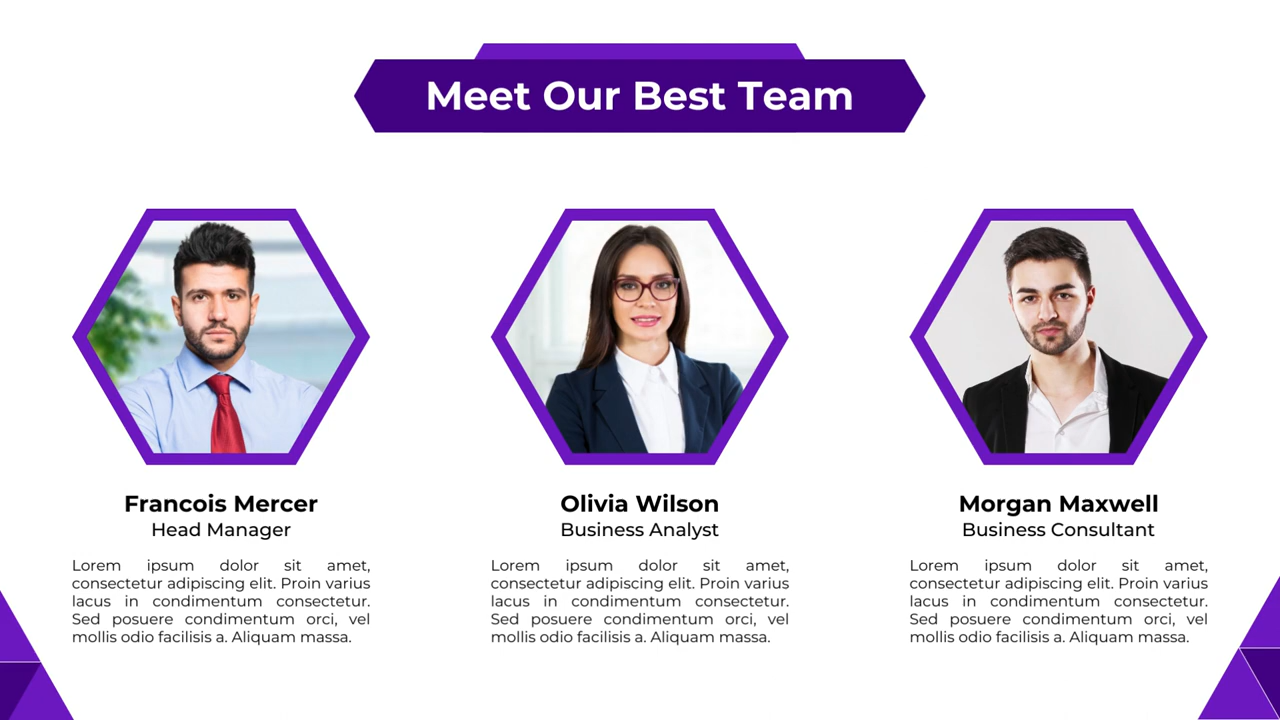 Meet Our Best Team
Francois Mercer
Head Manager
Lorem ipsum dolor sit amet,
consectetur adipiscing elit. Proin varius
lacus in condimentum consectetur.
Sed posuere condimentum orci, vel
mollis odio facilisis a. Aliquam massa.
Olivia Wilson
Business Analyst
Lorem ipsum dolor sit amet,
consectetur adipiscing elit. Proin varius
lacus in condimentum consectetur.
Sed posuere condimentum orci, vel
mollis odio facilisis a. Aliquam massa.
Morgan Maxwell
Business Consultant
Lorem ipsum dolor sit amet,
consectetur adipiscing elit. Proin varius
lacus in condimentum consectetur.
Sed posuere condimentum orci, vel
mollis odio facilisis a. Aliquam massa.